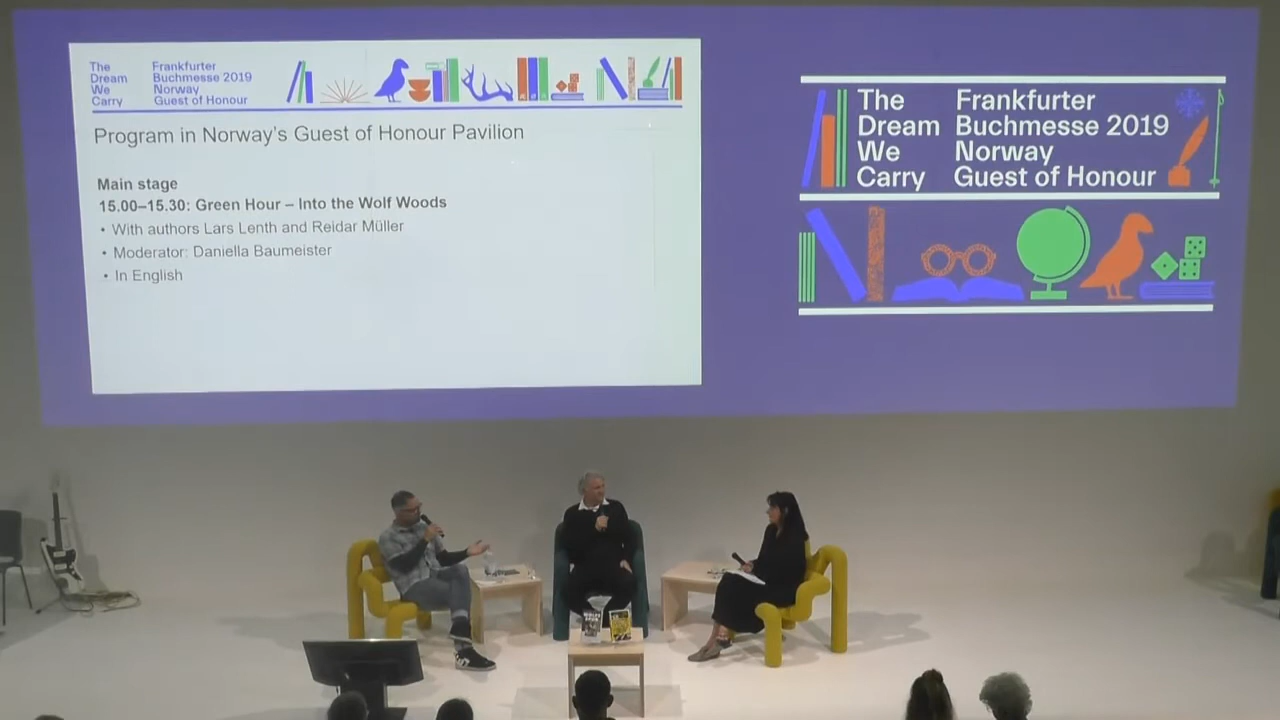 The
Dream
We
Carry
Frankfurter
Buchmesse 2019
Norway
Guest of Honour
Program in Norway's Guest of Honour Pavilion
Main stage
15.00–15.30: Green Hour – Into the Wolf Woods
• With authors Lars Lenth and Reidar Müller
• Moderator: Daniella Baumeister
• In English
The
Dream
We
Carry
Frankfurter
Buchmesse 2019
Norway
Guest of Honour